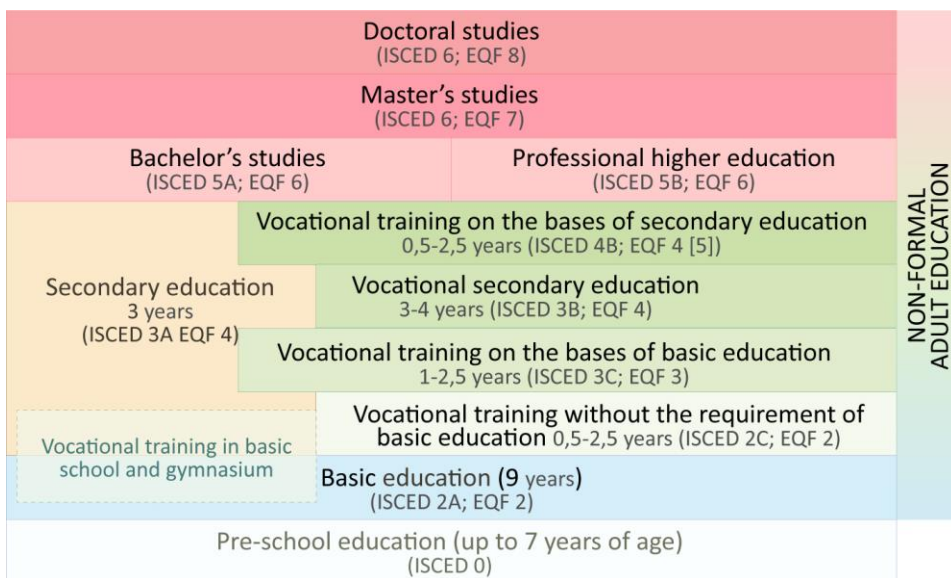 Doctoral studies
(ISCED 6; EQF 8)
Master's studies
(ISCED 6; EQF 7)
Bachelor's studies
(ISCED 5A; EQF 6)
Professional higher education
(ISCED 5B; EQF 6)
Vocational training on the bases of secondary education
0,5-2,5 years (ISCED 4B; EQF 4 [5])
Secondary education
3 years
(ISCED 3A EQF 4)
Vocational secondary education
3-4 years (ISCED 3B; EQF 4)
Vocational training on the bases of basic education
1-2,5 years (ISCED 3C; EQF 3)
Vocational training without the requirement of
basic education 0,5-2,5 years (ISCED 2C; EQF 2)
Vocational training in basic
school and gymnasium
Basic education (9 years)
(ISCED 2A; EQF 2)
Pre-school education (up to 7 years of age)
(ISCED 0)
NON-FORMAL
ADULT EDUCATION